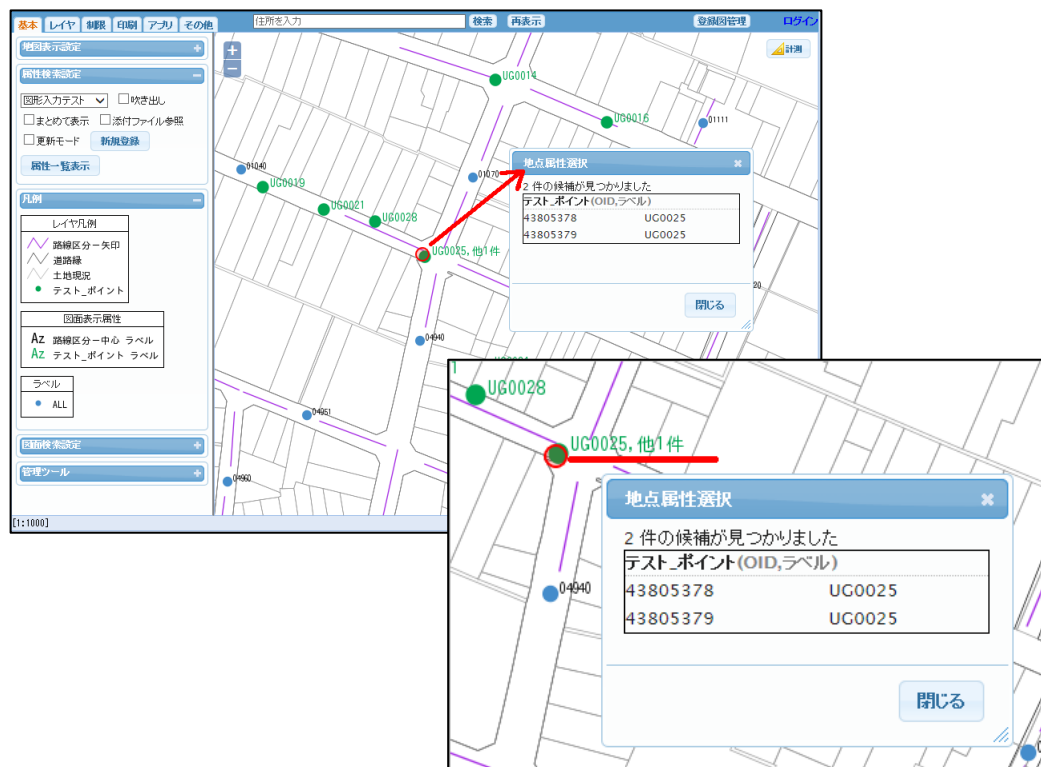 基本 レイヤ 制限 印刷 アプリ その他 住所を入力 検索 再表示 登録図管理 ログイン
地図表示設定
属性検索設定
図形入力テスト 吹き出し
まとめて表示 添付ファイル参照
更新モード 新規登録
属性一覧表示
凡例
レイヤ凡例
路線区分－矢印
道路縁
土地現況
テスト_ポイント
図面表示属性
Az 路線区分－中心 ラベル
Az テスト_ポイント ラベル
ラベル
ALL
図面検索設定
管理ツール
[1:1000]
+
−
計測
UG0014
UG0016
01111
01040
01070
UG0019
UG0021
UG0028
UG0025,他1件
04940
04951
04960
20
地点属性選択
2 件の候補が見つかりました
テスト_ポイント(OID,ラベル)
43805378 UG0025
43805379 UG0025
閉じる
UG0028
UG0025,他1件
04940
地点属性選択
2 件の候補が見つかりました
テスト_ポイント(OID,ラベル)
43805378 UG0025
43805379 UG0025
閉じる